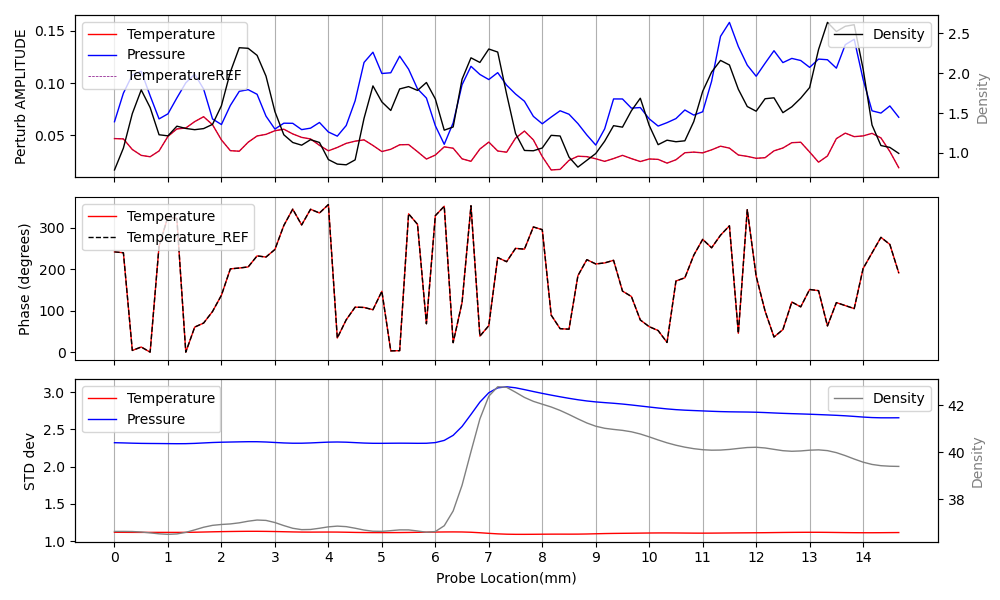 0.15
0.10
0.05
Perturb AMPLITUDE
Temperature
Pressure
TemperatureREF
Density
2.5
2.0
1.5
1.0
Density
300
200
100
0
Phase (degrees)
Temperature
Temperature_REF
3.0
2.5
2.0
1.5
1.0
STD dev
Temperature
Pressure
Density
42
40
38
Density
0 1 2 3 4 5 6 7 8 9 10 11 12 13 14
Probe Location(mm)